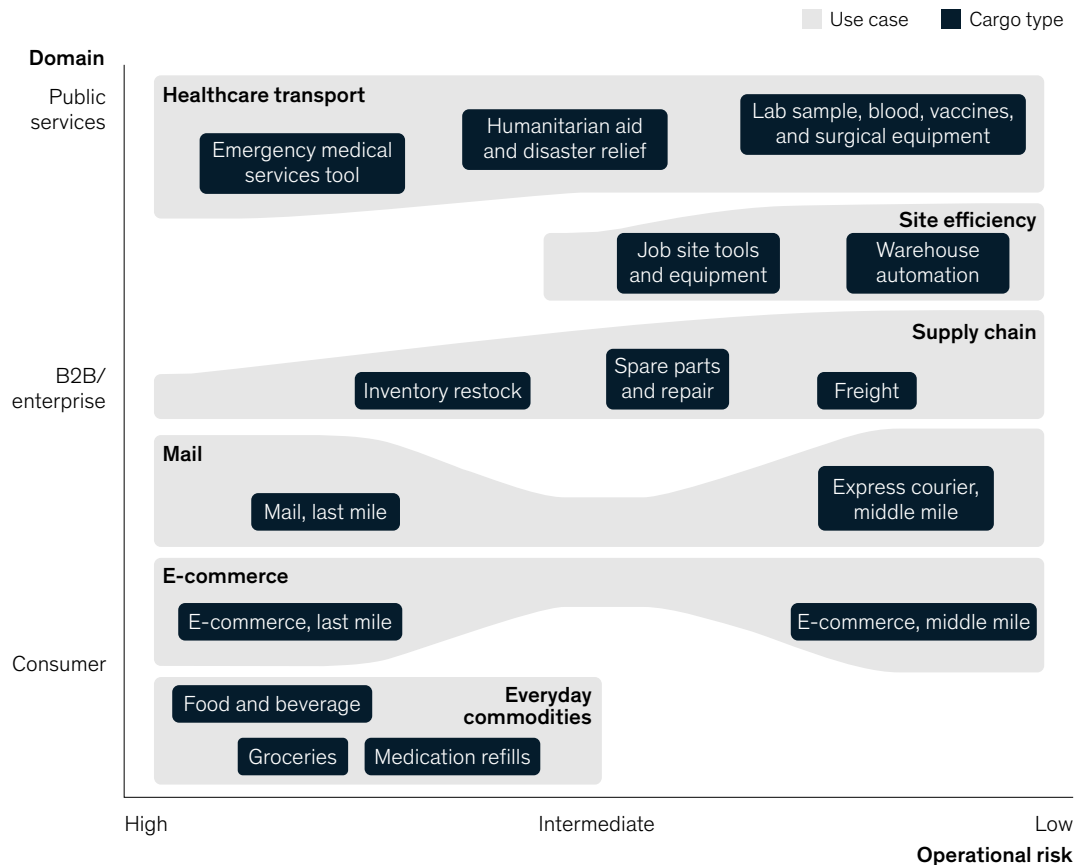 Use case
Cargo type
Domain
Public
services
Healthcare transport
Emergency medical
services tool
Humanitarian aid
and disaster relief
Lab sample, blood, vaccines,
and surgical equipment
Site efficiency
Job site tools
and equipment
Warehouse
automation
B2B/
enterprise
Supply chain
Inventory restock
Spare parts
and repair
Freight
Mail
Mail, last mile
Express courier,
middle mile
E-commerce
E-commerce, last mile
E-commerce, middle mile
Consumer
Everyday
commodities
Food and beverage
Groceries
Medication refills
High
Intermediate
Low
Operational risk